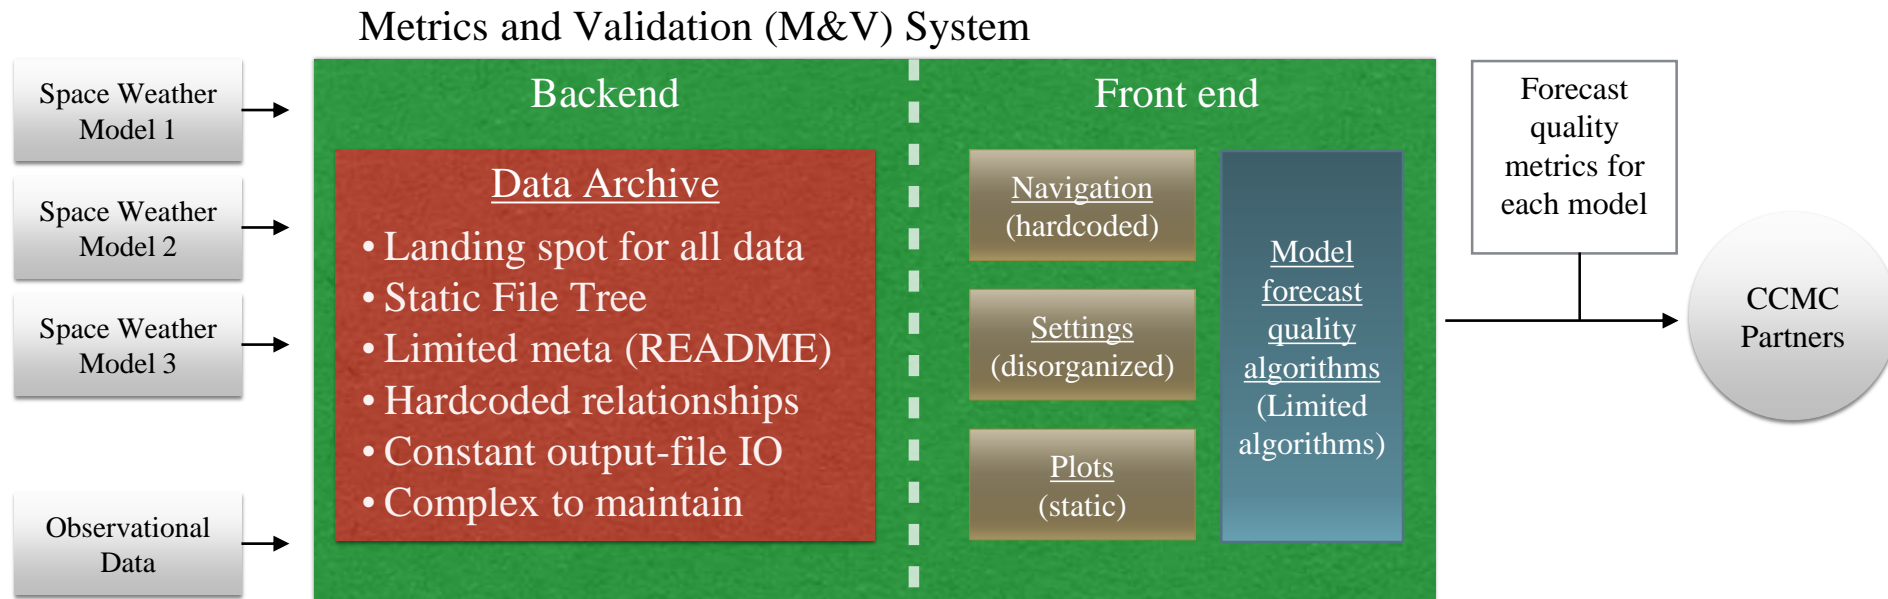 Metrics and Validation (M&V) System
Space Weather
Model 1
Space Weather
Model 2
Space Weather
Model 3
Observational
Data
Backend
Data Archive
• Landing spot for all data
• Static File Tree
• Limited meta (README)
• Hardcoded relationships
• Constant output-file IO
• Complex to maintain
Front end
Navigation
(hardcoded)
Settings
(disorganized)
Plots
(static)
Model
forecast
quality
algorithms
(Limited
algorithms)
Forecast
quality
metrics for
each model
CCMC
Partners